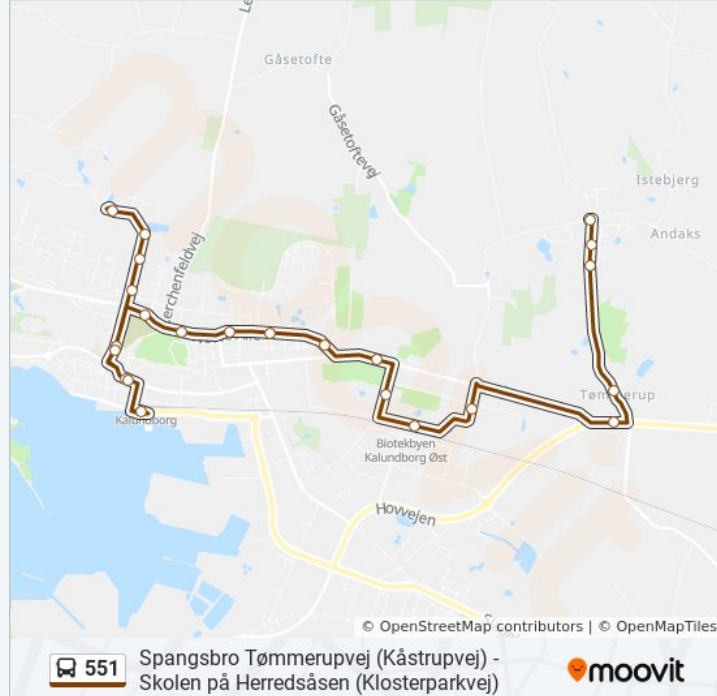 Gåsetofte
Gåsetoftevej
Istebjerg
Andaks
Lerchenfeldvej
Tømmerup
Kalundborg
Biotekbyen
Kalundborg Øst
Hovvejen
© OpenStreetMap contributors | © OpenMapTiles
551
Spangsbro Tømmerupvej (Kåstrupvej) -
Skolen på Herredsåsen (Klosterparkvej)
moovit